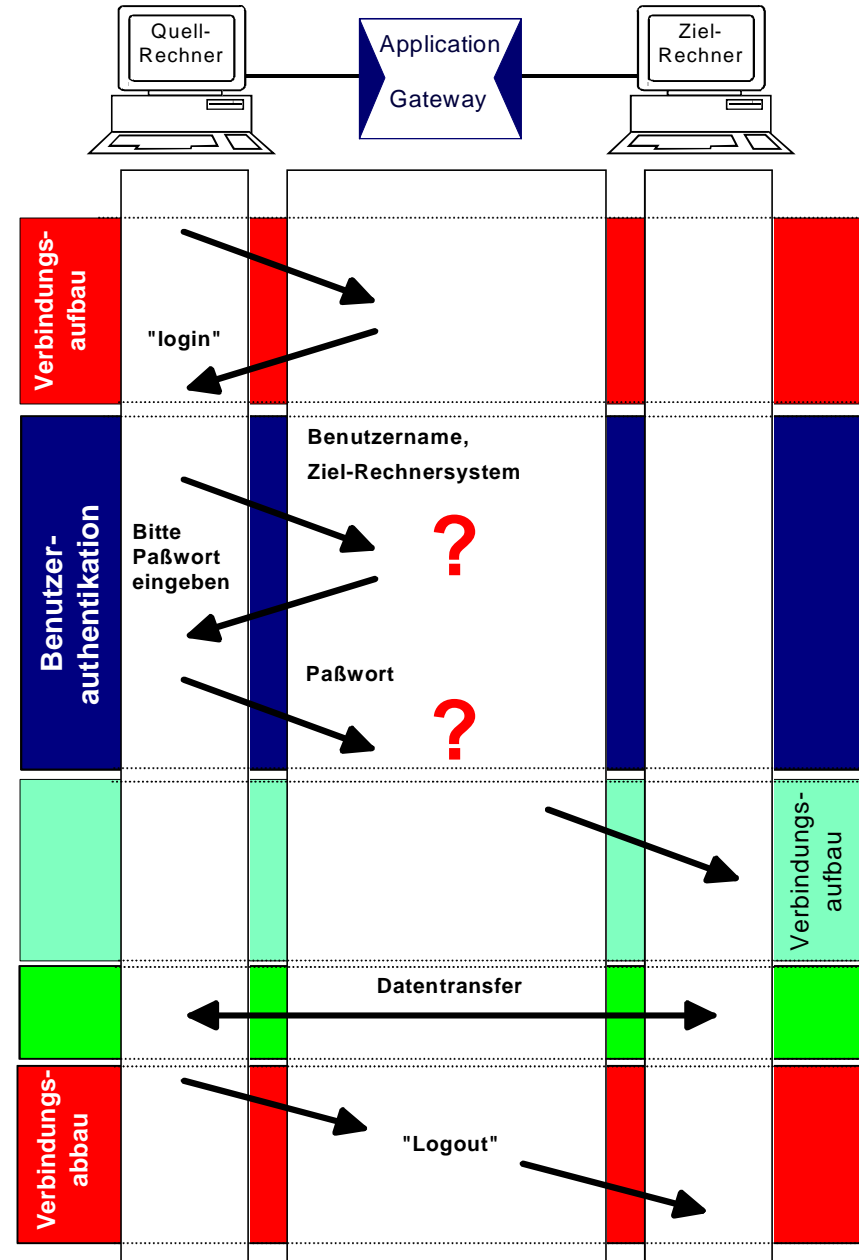 Quell-
Rechner
Application
Gateway
Ziel-
Rechner
Verbindungs-
aufbau
"login"
Benutzer-
authentikation
Benutzername,
Ziel-Rechnersystem
?
Bitte
Paßwort
eingeben
Paßwort
?
Verbindungs-
aufbau
Datentransfer
Verbindungs-
abbau
"Logout"